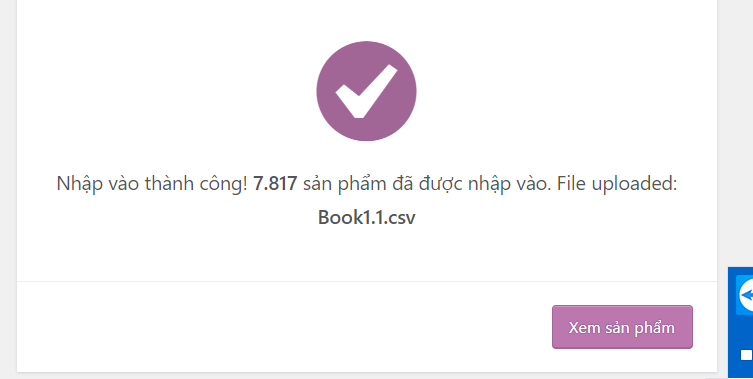 Nhập vào thành công! 7.817 sản phẩm đã được nhập vào. File uploaded:
Book1.1.csv
Xem sản phẩm